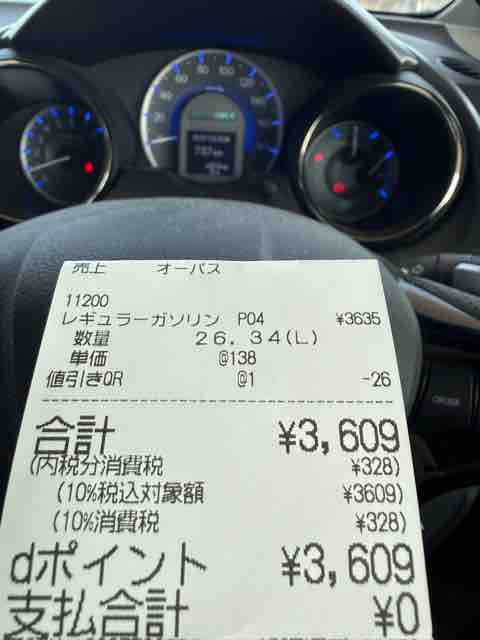 売上 オーパス
11200
レギュラーガソリン P04 ¥3635
数量 26.34(L)
単価 @138
値引きQR @1 -26
合計 ¥3,609
(内税分消費税 ¥328)
(10%税込対象額 ¥3609)
(10%消費税 ¥328)
dポイント ¥3,609
支払合計 ¥0